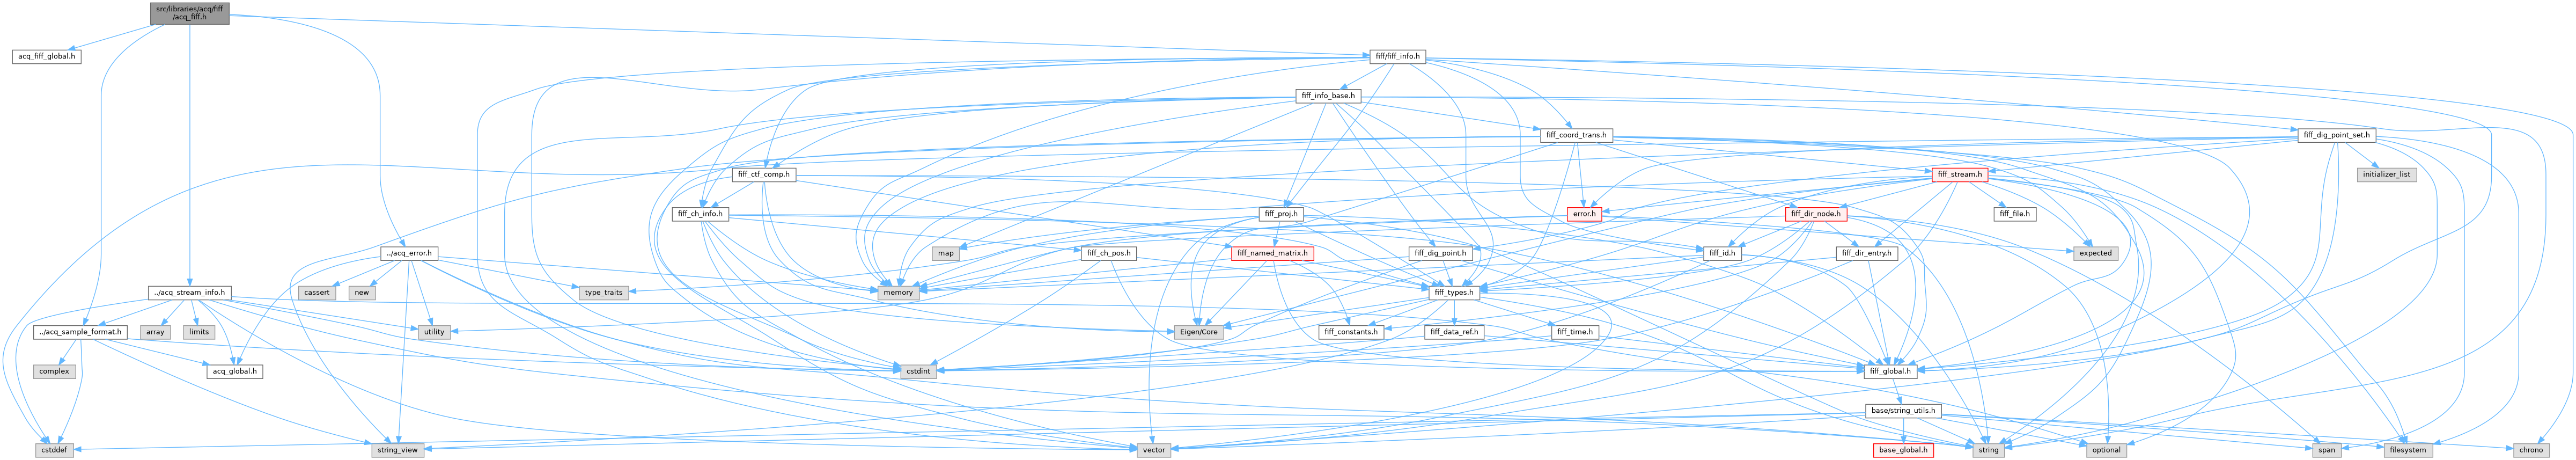 src/libraries/acq/fiff
/acq_fiff.h
acq_fiff_global.h
fiff/fiff_info.h
fiff_info_base.h
fiff_coord_trans.h
fiff_dig_point_set.h
fiff_ctf_comp.h
fiff_stream.h
initializer_list
fiff_ch_info.h
fiff_proj.h
error.h
fiff_dir_node.h
fiff_file.h
../acq_error.h
map
fiff_ch_pos.h
fiff_named_matrix.h
fiff_dig_point.h
fiff_id.h
fiff_dir_entry.h
expected
../acq_stream_info.h
cassert
new
type_traits
memory
fiff_types.h
../acq_sample_format.h
array
limits
utility
Eigen/Core
fiff_constants.h
fiff_data_ref.h
fiff_time.h
complex
acq_global.h
cstdint
fiff_global.h
base/string_utils.h
cstddef
string_view
vector
base_global.h
string
optional
span
filesystem
chrono